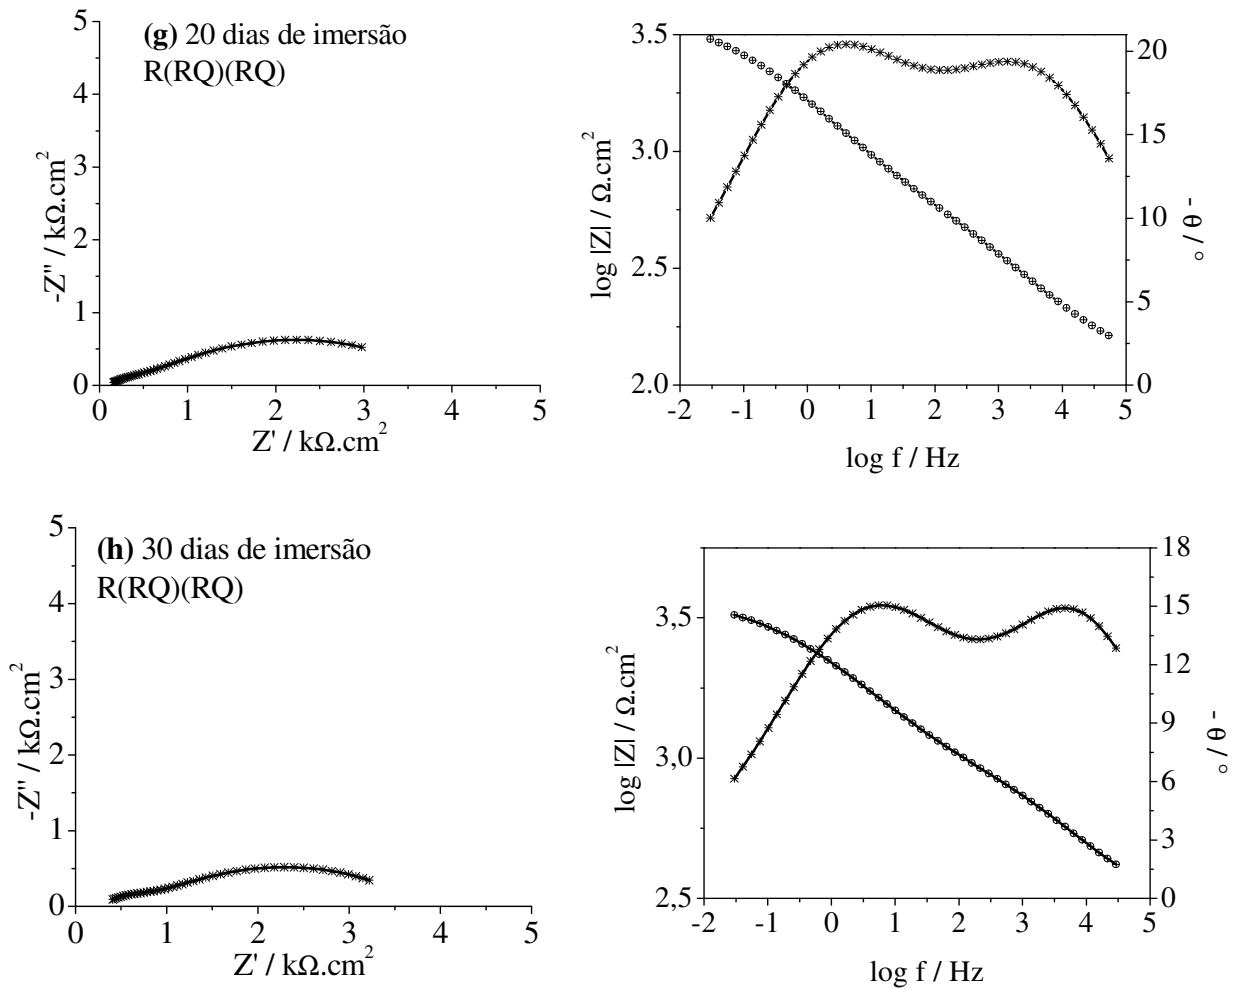 (g) 20 dias de imersão
R(RQ)(RQ)
5
4
3
2
1
0
-Z'' / kΩ.cm²
0 1 2 3 4 5
Z' / kΩ.cm²
3.5
3.0
2.5
2.0
log |Z| / Ω.cm²
20
15
10
5
0
- θ / °
-2 -1 0 1 2 3 4 5
log f / Hz
(h) 30 dias de imersão
R(RQ)(RQ)
5
4
3
2
1
0
-Z'' / kΩ.cm²
0 1 2 3 4 5
Z' / kΩ.cm²
3,5
3,0
2,5
log |Z| / Ω.cm²
18
15
12
9
6
3
0
- θ / °
-2 -1 0 1 2 3 4 5
log f / Hz